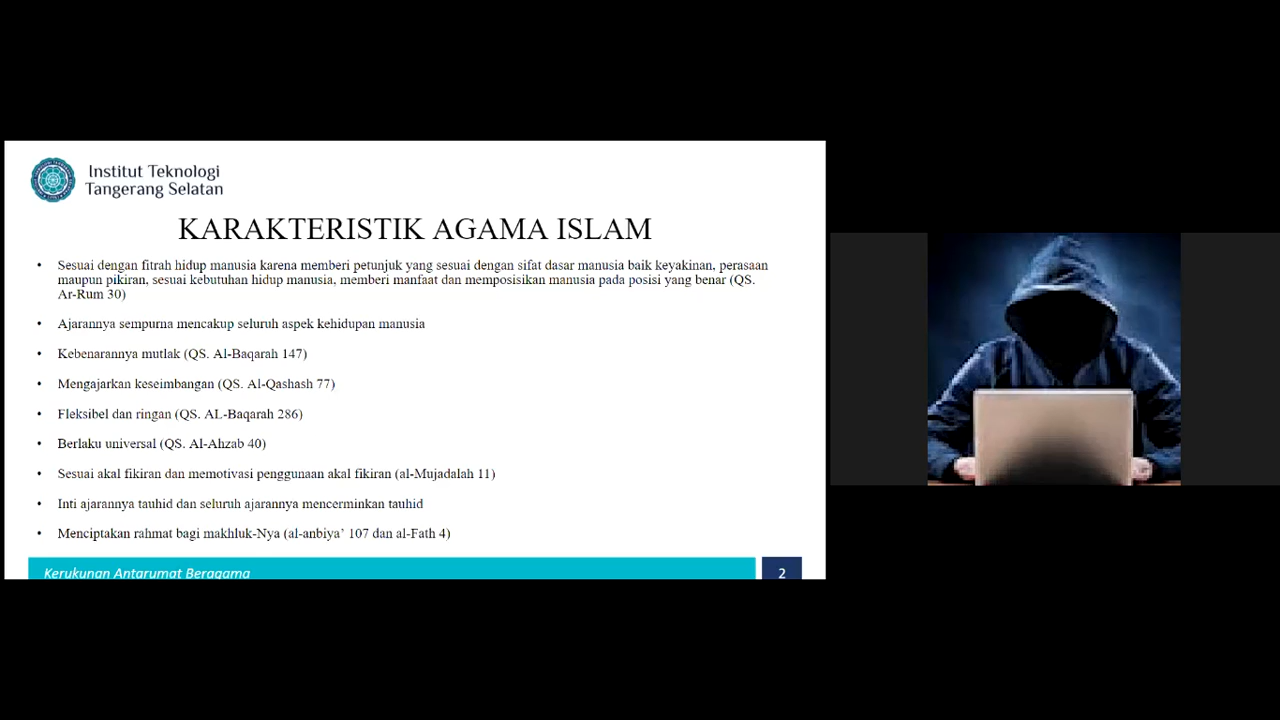 Institut Teknologi
Tangerang Selatan
KARAKTERISTIK AGAMA ISLAM
• Sesuai dengan fitrah hidup manusia karena memberi petunjuk yang sesuai dengan sifat dasar manusia baik keyakinan, perasaan
maupun pikiran, sesuai kebutuhan hidup manusia, memberi manfaat dan memposisikan manusia pada posisi yang benar (QS.
Ar-Rum 30)
• Ajarannya sempurna mencakup seluruh aspek kehidupan manusia
• Kebenarannya mutlak (QS. Al-Baqarah 147)
• Mengajarkan keseimbangan (QS. Al-Qashash 77)
• Fleksibel dan ringan (QS. AL-Baqarah 286)
• Berlaku universal (QS. Al-Ahzab 40)
• Sesuai akal fikiran dan memotivasi penggunaan akal fikiran (al-Mujadalah 11)
• Inti ajarannya tauhid dan seluruh ajarannya mencerminkan tauhid
• Menciptakan rahmat bagi makhluk-Nya (al-anbiya’ 107 dan al-Fath 4)
Kerukunan Antarumat Beragama
2